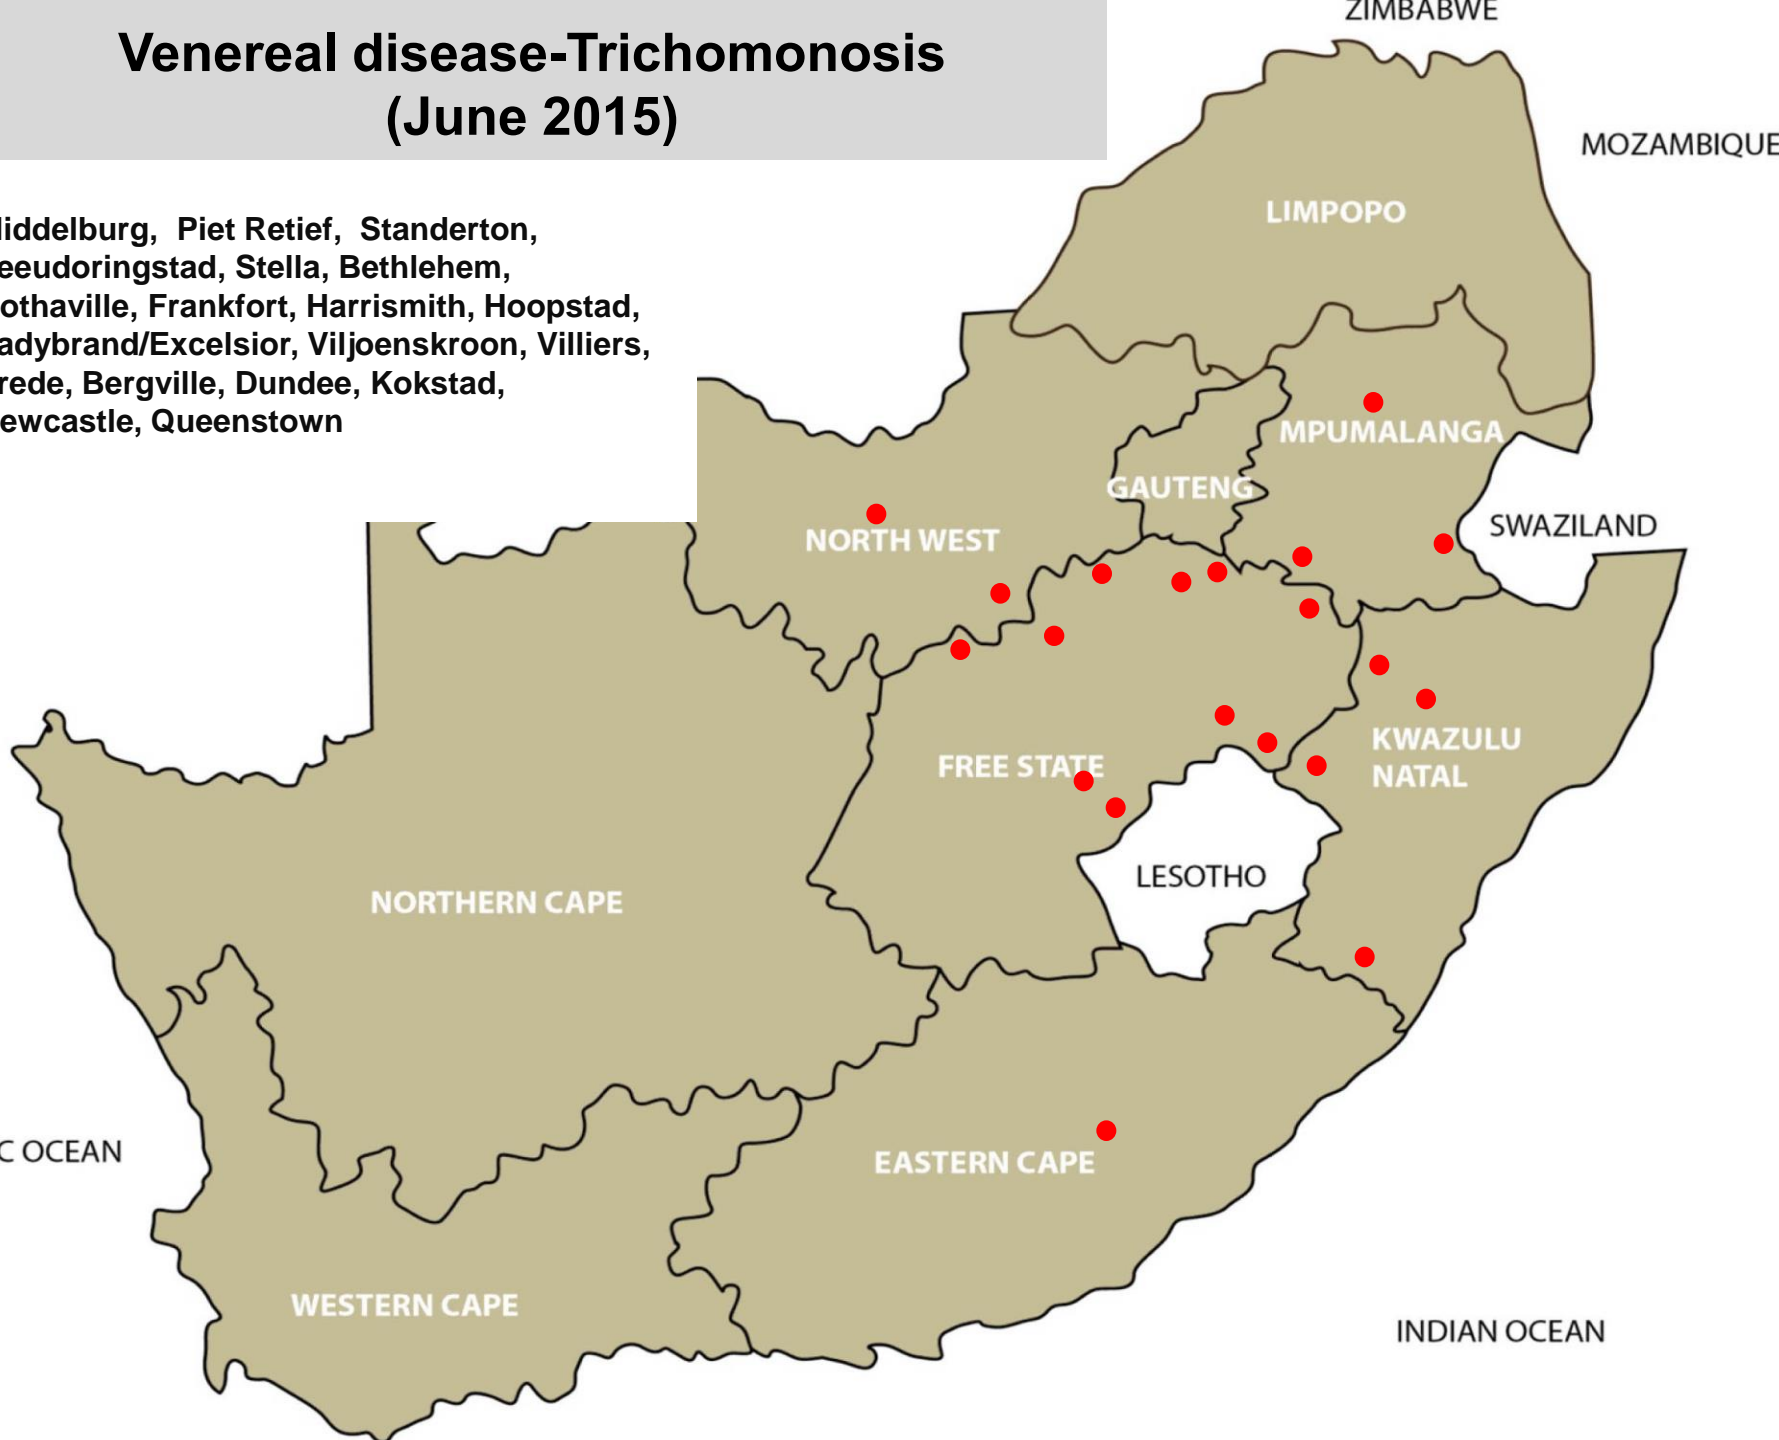 ZIMBABWE
Venereal disease-Trichomonosis
(June 2015)
MOZAMBIQUE
LIMPOPO
iddelburg, Piet Retief, Standerton,
eeudoringstad, Stella, Bethlehem,
othaville, Frankfort, Harrismith, Hoopstad,
adybrand/Excelsior, Viljoenskroon, Villiers,
rede, Bergville, Dundee, Kokstad,
ewcastle, Queenstown
MPUMALANGA
GAUTENG
SWAZILAND
NORTH WEST
KWAZULU
NATAL
FREE STATE
LESOTHO
NORTHERN CAPE
C OCEAN
EASTERN CAPE
WESTERN CAPE
INDIAN OCEAN